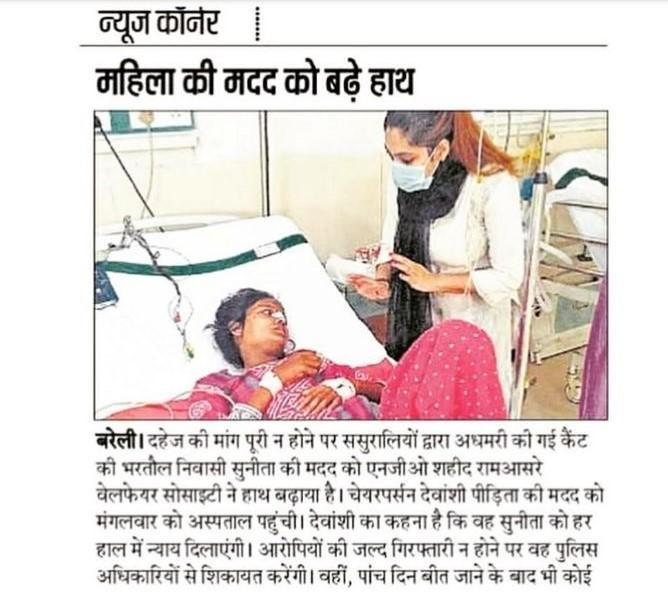 न्यूज कॉर्नर
महिला की मदद को बढ़े हाथ
बरेली। दहेज की मांग पूरी न होने पर ससुरालियों द्वारा अधमरी की गई कैंट
की भरतौल निवासी सुनीता की मदद को एनजीओ शहीद रामआसरे
वेलफेयर सोसाइटी ने हाथ बढ़ाया है। चेयरपर्सन देवांशी पीड़िता की मदद को
मंगलवार को अस्पताल पहुंची। देवांशी का कहना है कि वह सुनीता को हर
हाल में न्याय दिलाएंगी। आरोपियों की जल्द गिरफ्तारी न होने पर वह पुलिस
अधिकारियों से शिकायत करेंगी। वहीं, पांच दिन बीत जाने के बाद भी कोई